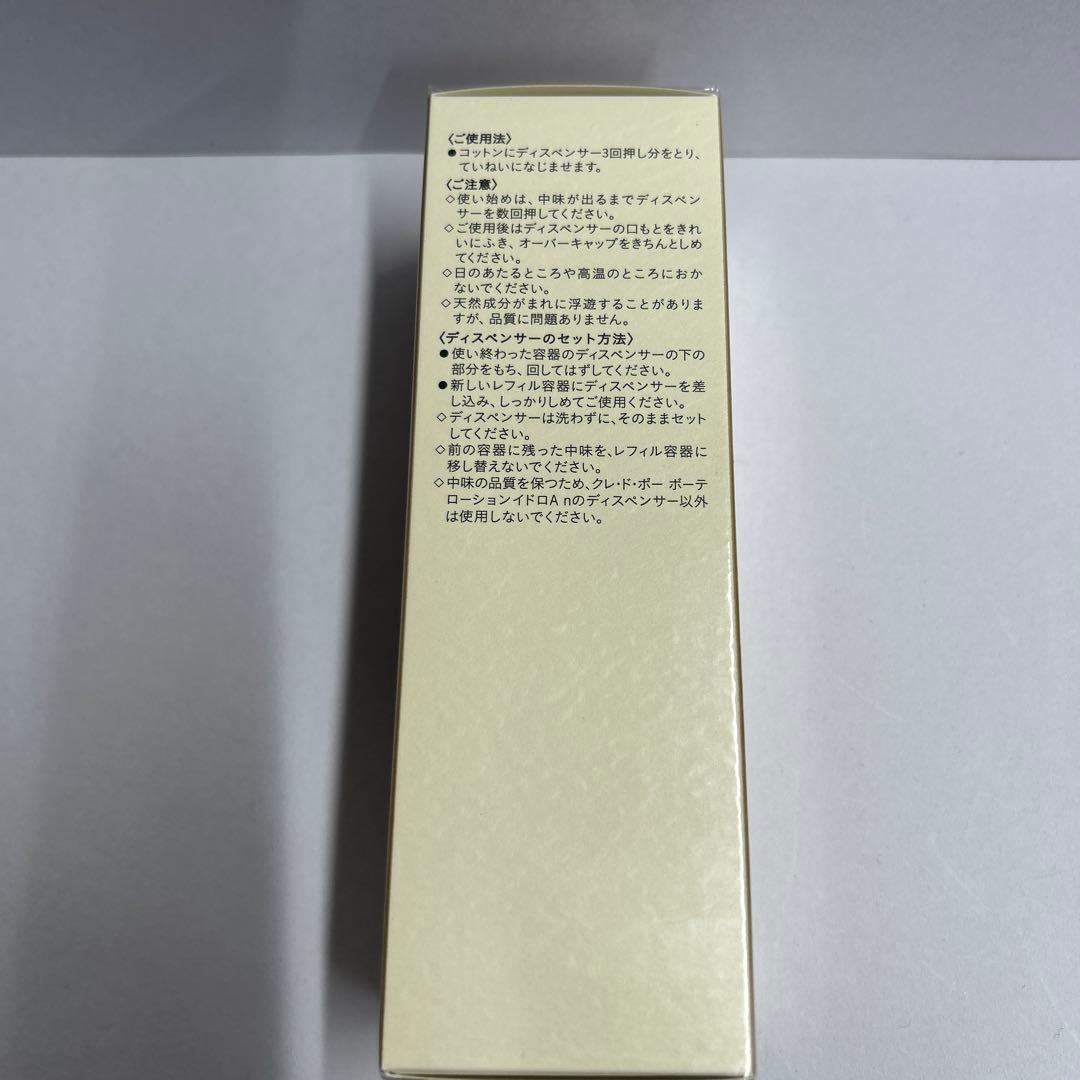 〈ご使用法〉
●コットンにディスペンサー3回押し分をとり、
ていねいになじませます。
〈ご注意〉
◇使い始めは、中味が出るまでディスペン
サーを数回押してください。
◇ご使用後はディスペンサーの口もとをきれ
いにふき、オーバーキャップをきちんとしめ
てください。
◇日のあたるところや高温のところにおか
ないでください。
◇天然成分がまれに浮遊することがありま
すが、品質に問題ありません。
〈ディスペンサーのセット方法〉
●使い終わった容器のディスペンサーの下の
部分をもち、回してはずしてください。
●新しいレフィル容器にディスペンサーを差
し込み、しっかりしめてご使用ください。
◇ディスペンサーは洗わずに、そのままセット
してください。
◇前の容器に残った中味を、レフィル容器に
移し替えないでください。
◇中味の品質を保つため、クレ・ド・ポー ボーテ
ローションイドロA nのディスペンサー以外
は使用しないでください。